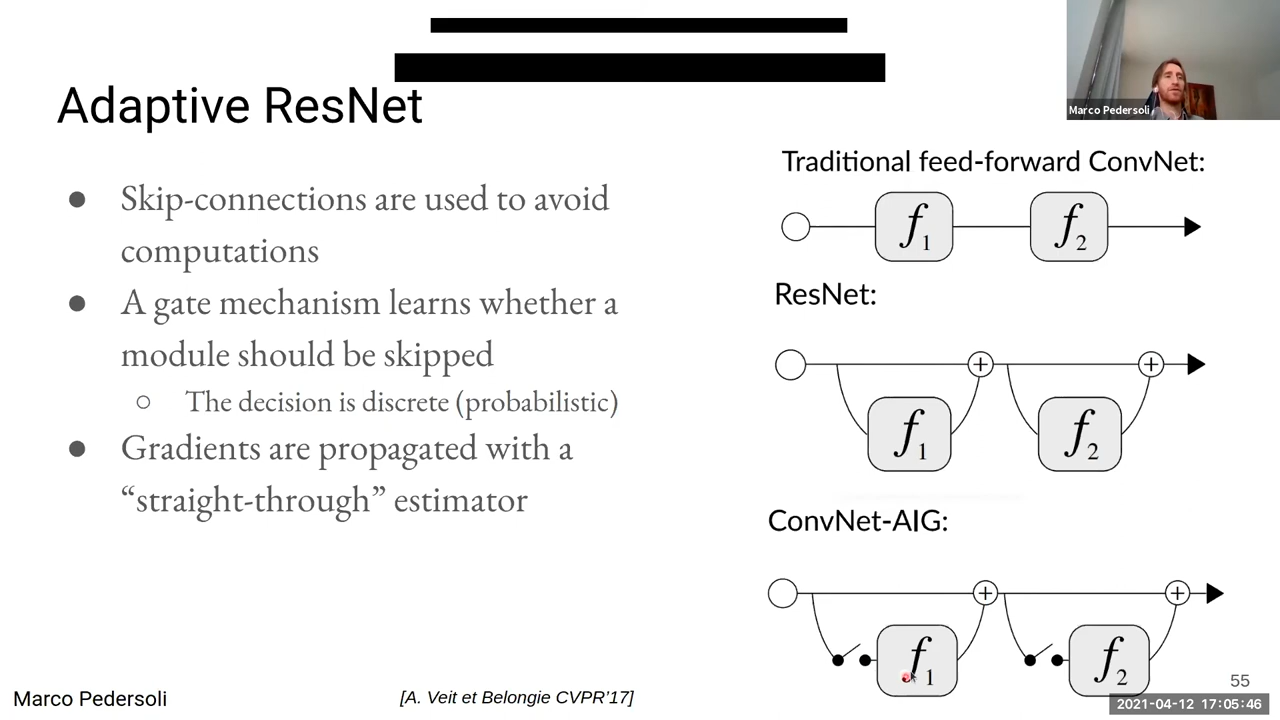 Marco Pedersoli
Adaptive ResNet
● Skip-connections are used to avoid
computations
● A gate mechanism learns whether a
module should be skipped
○ The decision is discrete (probabilistic)
● Gradients are propagated with a
“straight-through” estimator
Traditional feed-forward ConvNet:
f1 f2
ResNet:
+ +
f1 f2
ConvNet-AIG:
+ +
f1 f2
Marco Pedersoli
[A. Veit et Belongie CVPR'17]
55
2021-04-12 17:05:46